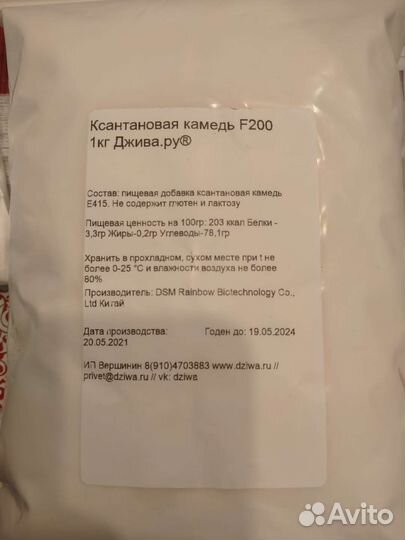 Ксантановая камедь F200
1кг Джива.ру®
Состав: пищевая добавка ксантановая камедь
Е415. Не содержит глютен и лактозу
Пищевая ценность на 100гр: 203 ккал Белки -
3,3гр Жиры-0,2гр Углеводы-78,1гр
Хранить в прохладном, сухом месте при t не
более 0-25 °C и влажности воздуха не более
80%
Производитель: DSM Rainbow Biotechnology Co.,
Ltd Китай
Дата производства: Годен до: 19.05.2024
20.05.2021
ИП Вершинин 8(910)4703883 www.dziwa.ru //
privet@dziwa.ru // vk: dziwa
Avito